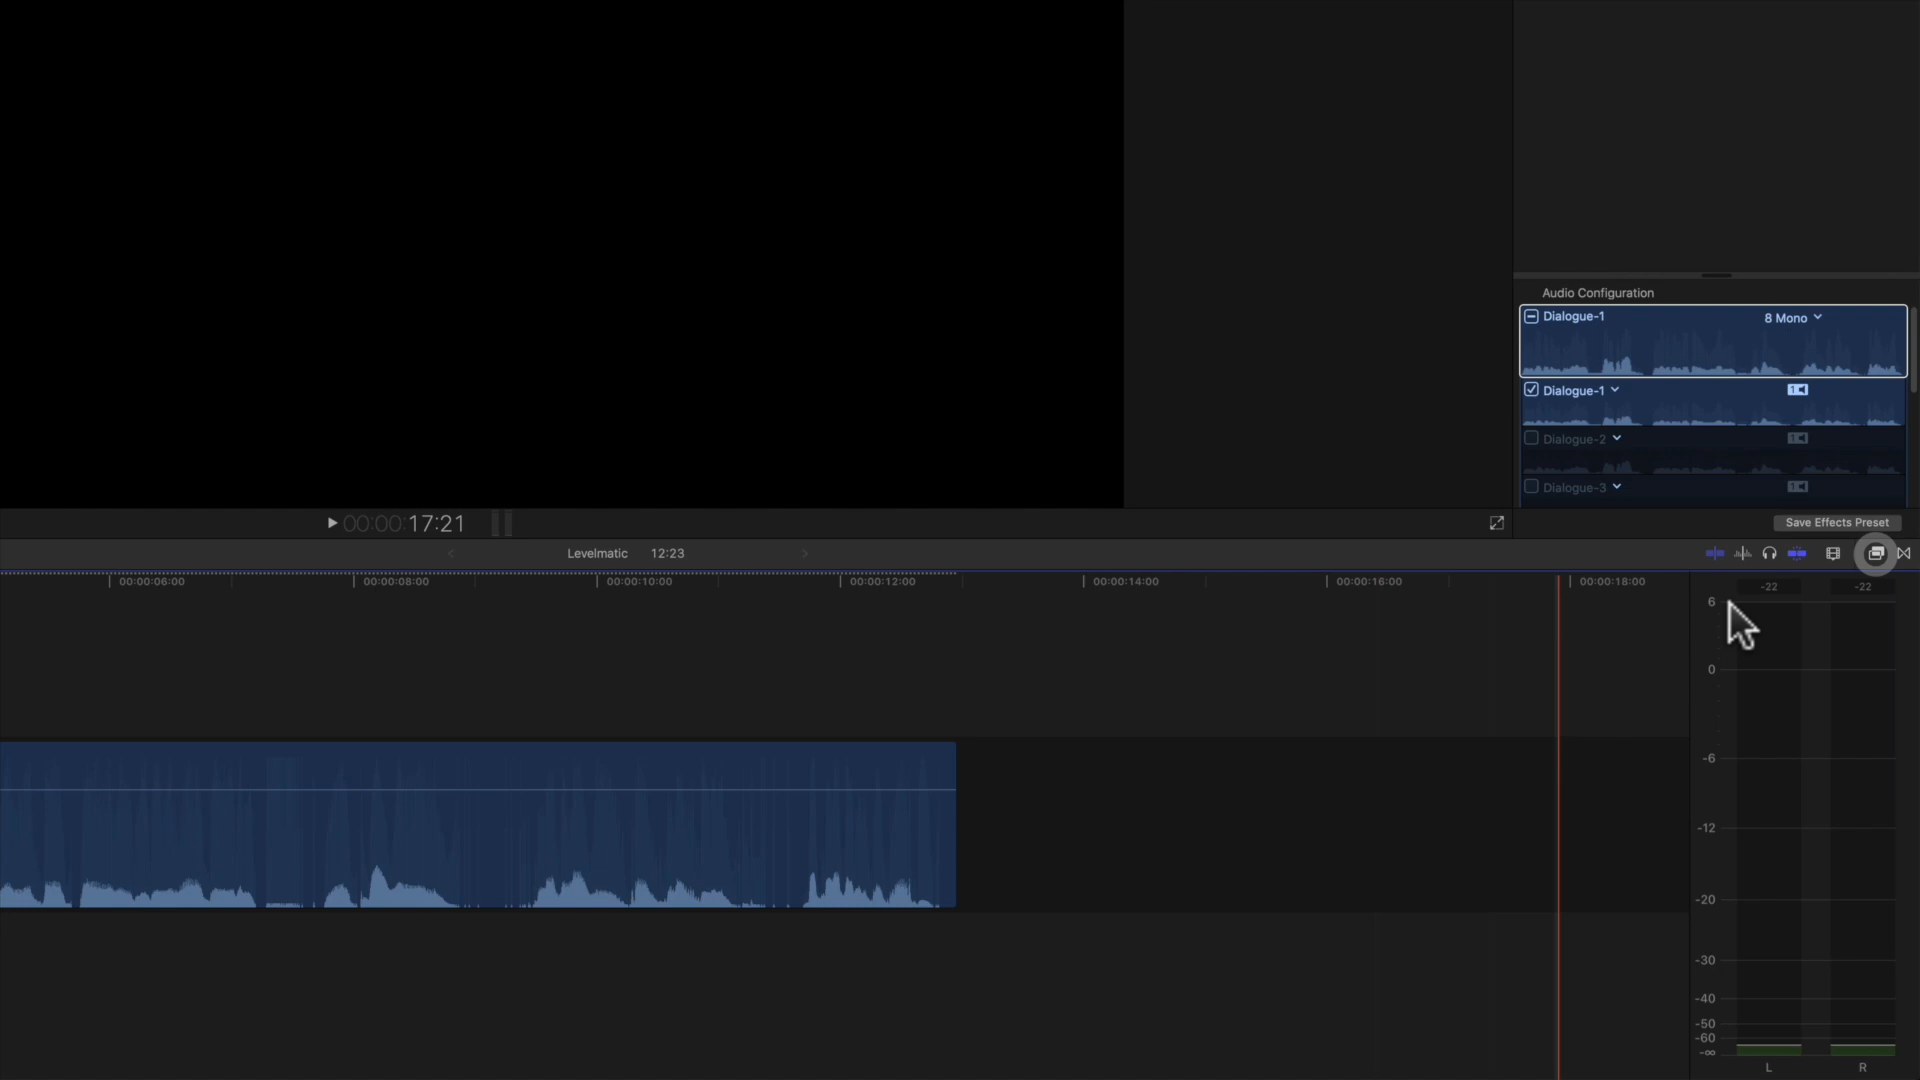 Audio Configuration
Dialogue-1
8 Mono
Dialogue-1
1
Dialogue-2
1
Dialogue-3
1
00:00:17:21
Save Effects Preset
Levelmatic 12:23
00:00:06:00
00:00:08:00
00:00:10:00
00:00:12:00
00:00:14:00
00:00:16:00
00:00:18:00
-22 -22
6
0
-6
-12
-20
-30
-40
-50
-60
-∞
L R